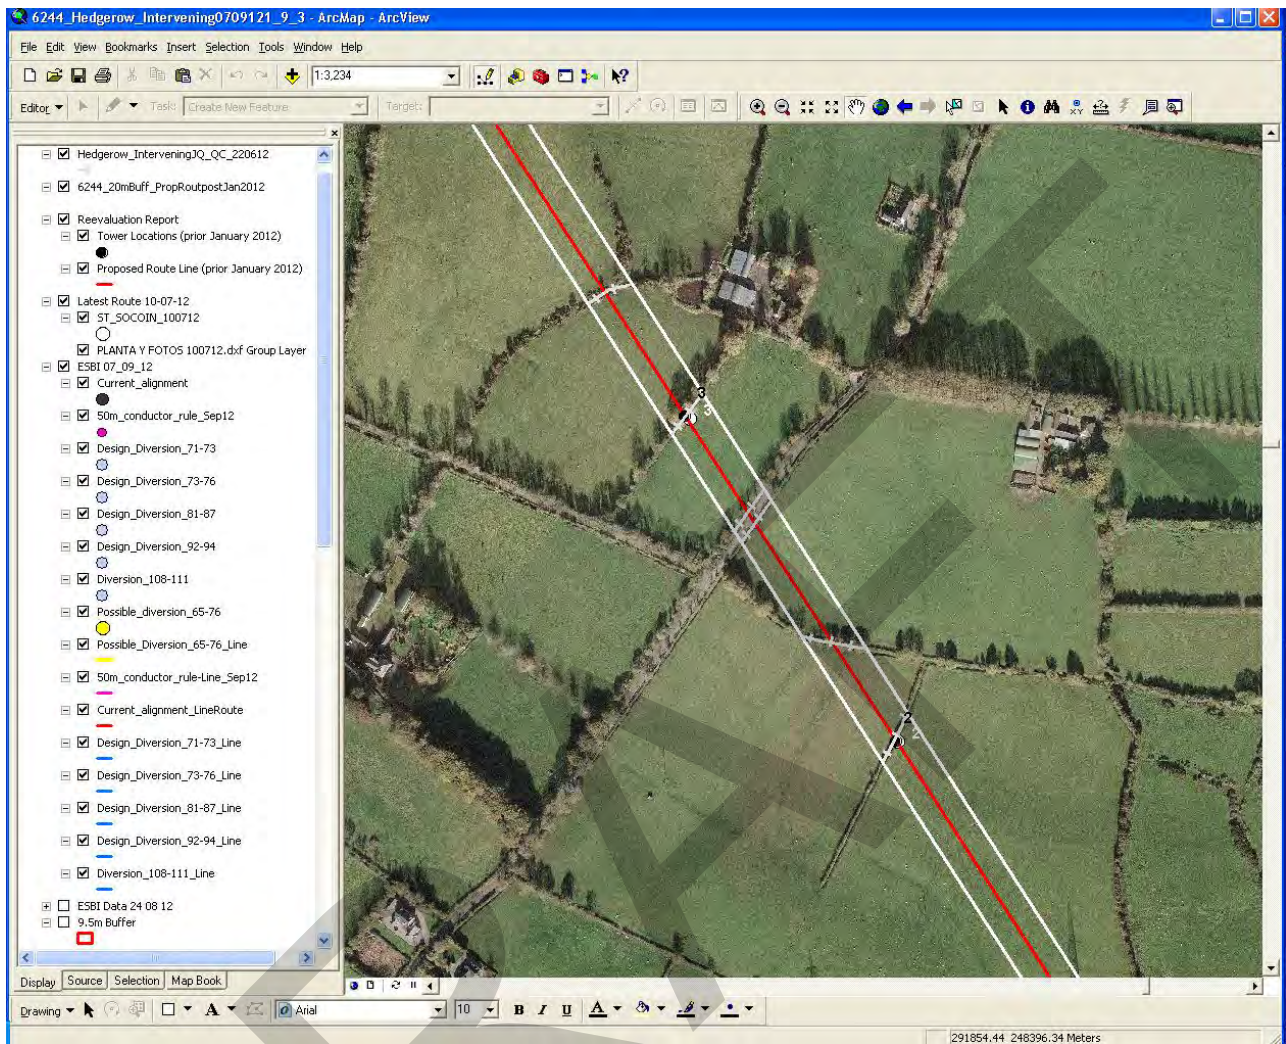 6244_Hedgerow_Intervening0709121_9_3 - ArcMap - ArcView
File Edit View Bookmarks Insert Selection Tools Window Help
1:3,234
Editor Task: Create New Feature Target:
Hedgerow_InterveningJQ_QC_220612
6244_20mBuff_PropRoutpostJan2012
Reevaluation Report
Tower Locations (prior January 2012)
Proposed Route Line (prior January 2012)
Latest Route 10-07-12
ST_SOCOIN_100712
PLANTA Y FOTOS 100712.dxf Group Layer
ESBI 07_09_12
Current_alignment
50m_conductor_rule_Sep12
Design_Diversion_71-73
Design_Diversion_73-76
Design_Diversion_81-87
Design_Diversion_92-94
Diversion_108-111
Possible_diversion_65-76
Possible_Diversion_65-76_Line
50m_conductor_rule-Line_Sep12
Current_alignment_LineRoute
Design_Diversion_71-73_Line
Design_Diversion_73-76_Line
Design_Diversion_81-87_Line
Design_Diversion_92-94_Line
Diversion_108-111_Line
ESBI Data 24 08 12
9.5m Buffer
3
3
2
2
DRAFT
Display Source Selection Map Book
Drawing A Arial 10 B I U A
291854.44 248396.34 Meters